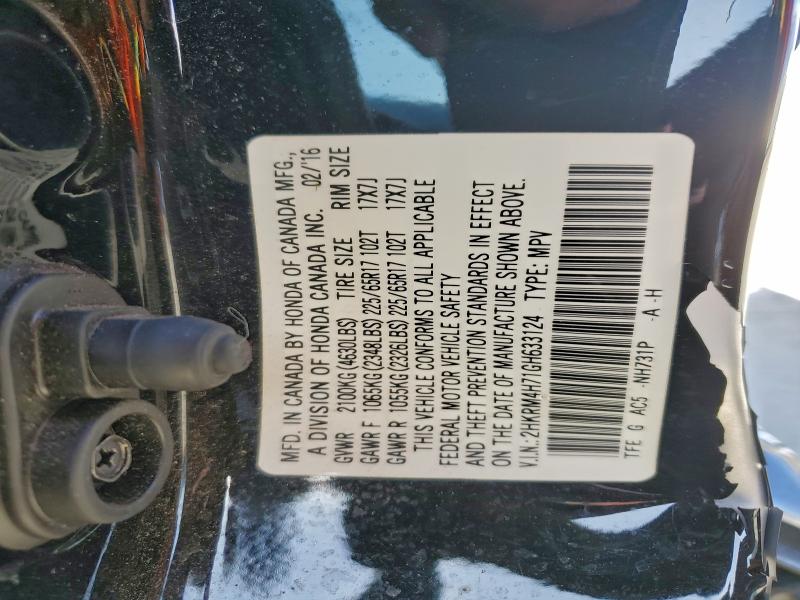 MFD. IN CANADA BY HONDA OF CANADA MFG.,
A DIVISION OF HONDA CANADA INC. 02/'16
GVWR 2100KG(4630LBS) TIRE SIZE RIM SIZE
GAWR F 1065KG(2348LBS) 225/65R17 102T 17X7J
GAWR R 1055KG(2326LBS) 225/65R17 102T 17X7J
THIS VEHICLE CONFORMS TO ALL APPLICABLE
FEDERAL MOTOR VEHICLE SAFETY
AND THEFT PREVENTION STANDARDS IN EFFECT
ON THE DATE OF MANUFACTURE SHOWN ABOVE.
V.I.N.:2HKRM4H71GH633124 TYPE: MPV
TFE G AC5 -NH731P -A -H